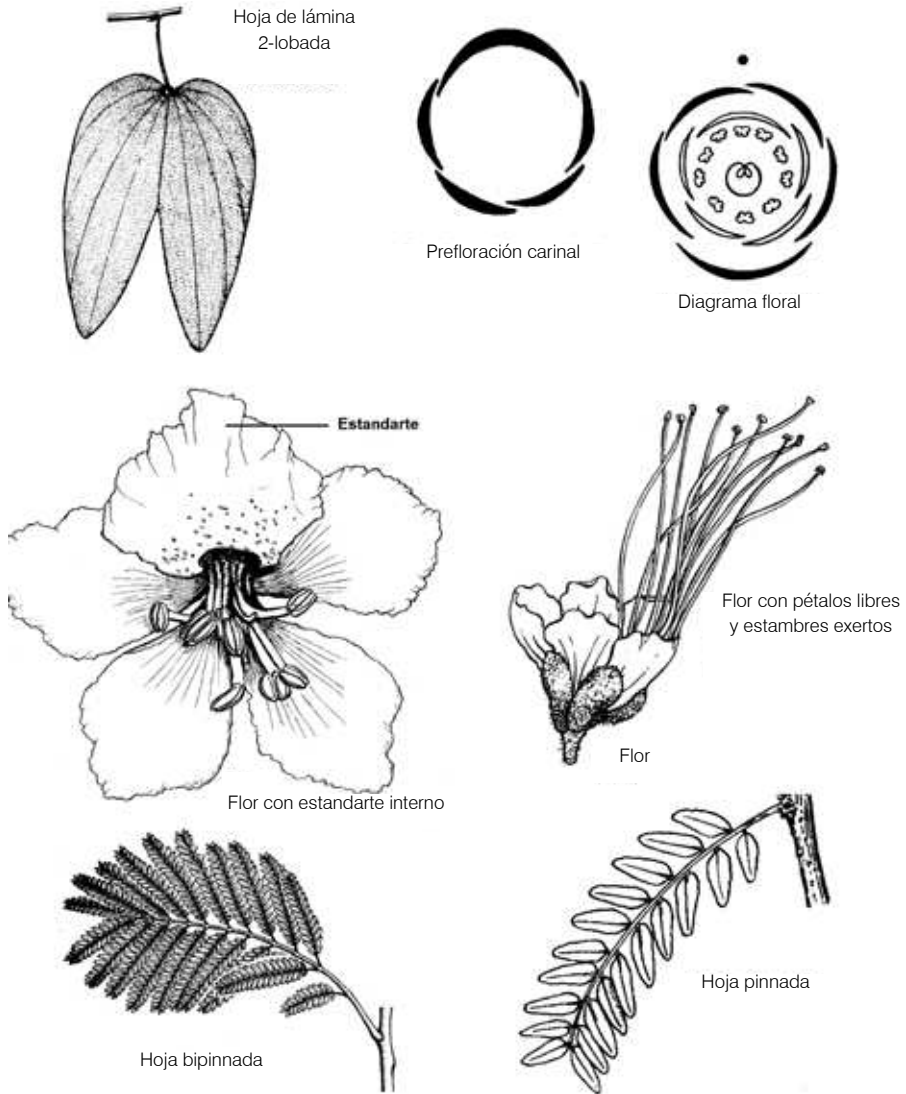 Hoja de lámina
2-lobada
Prefloración carinal
Diagrama floral
Estandarte
Flor con pétalos libres
y estambres exertos
Flor
Flor con estandarte interno
Hoja pinnada
Hoja bipinnada